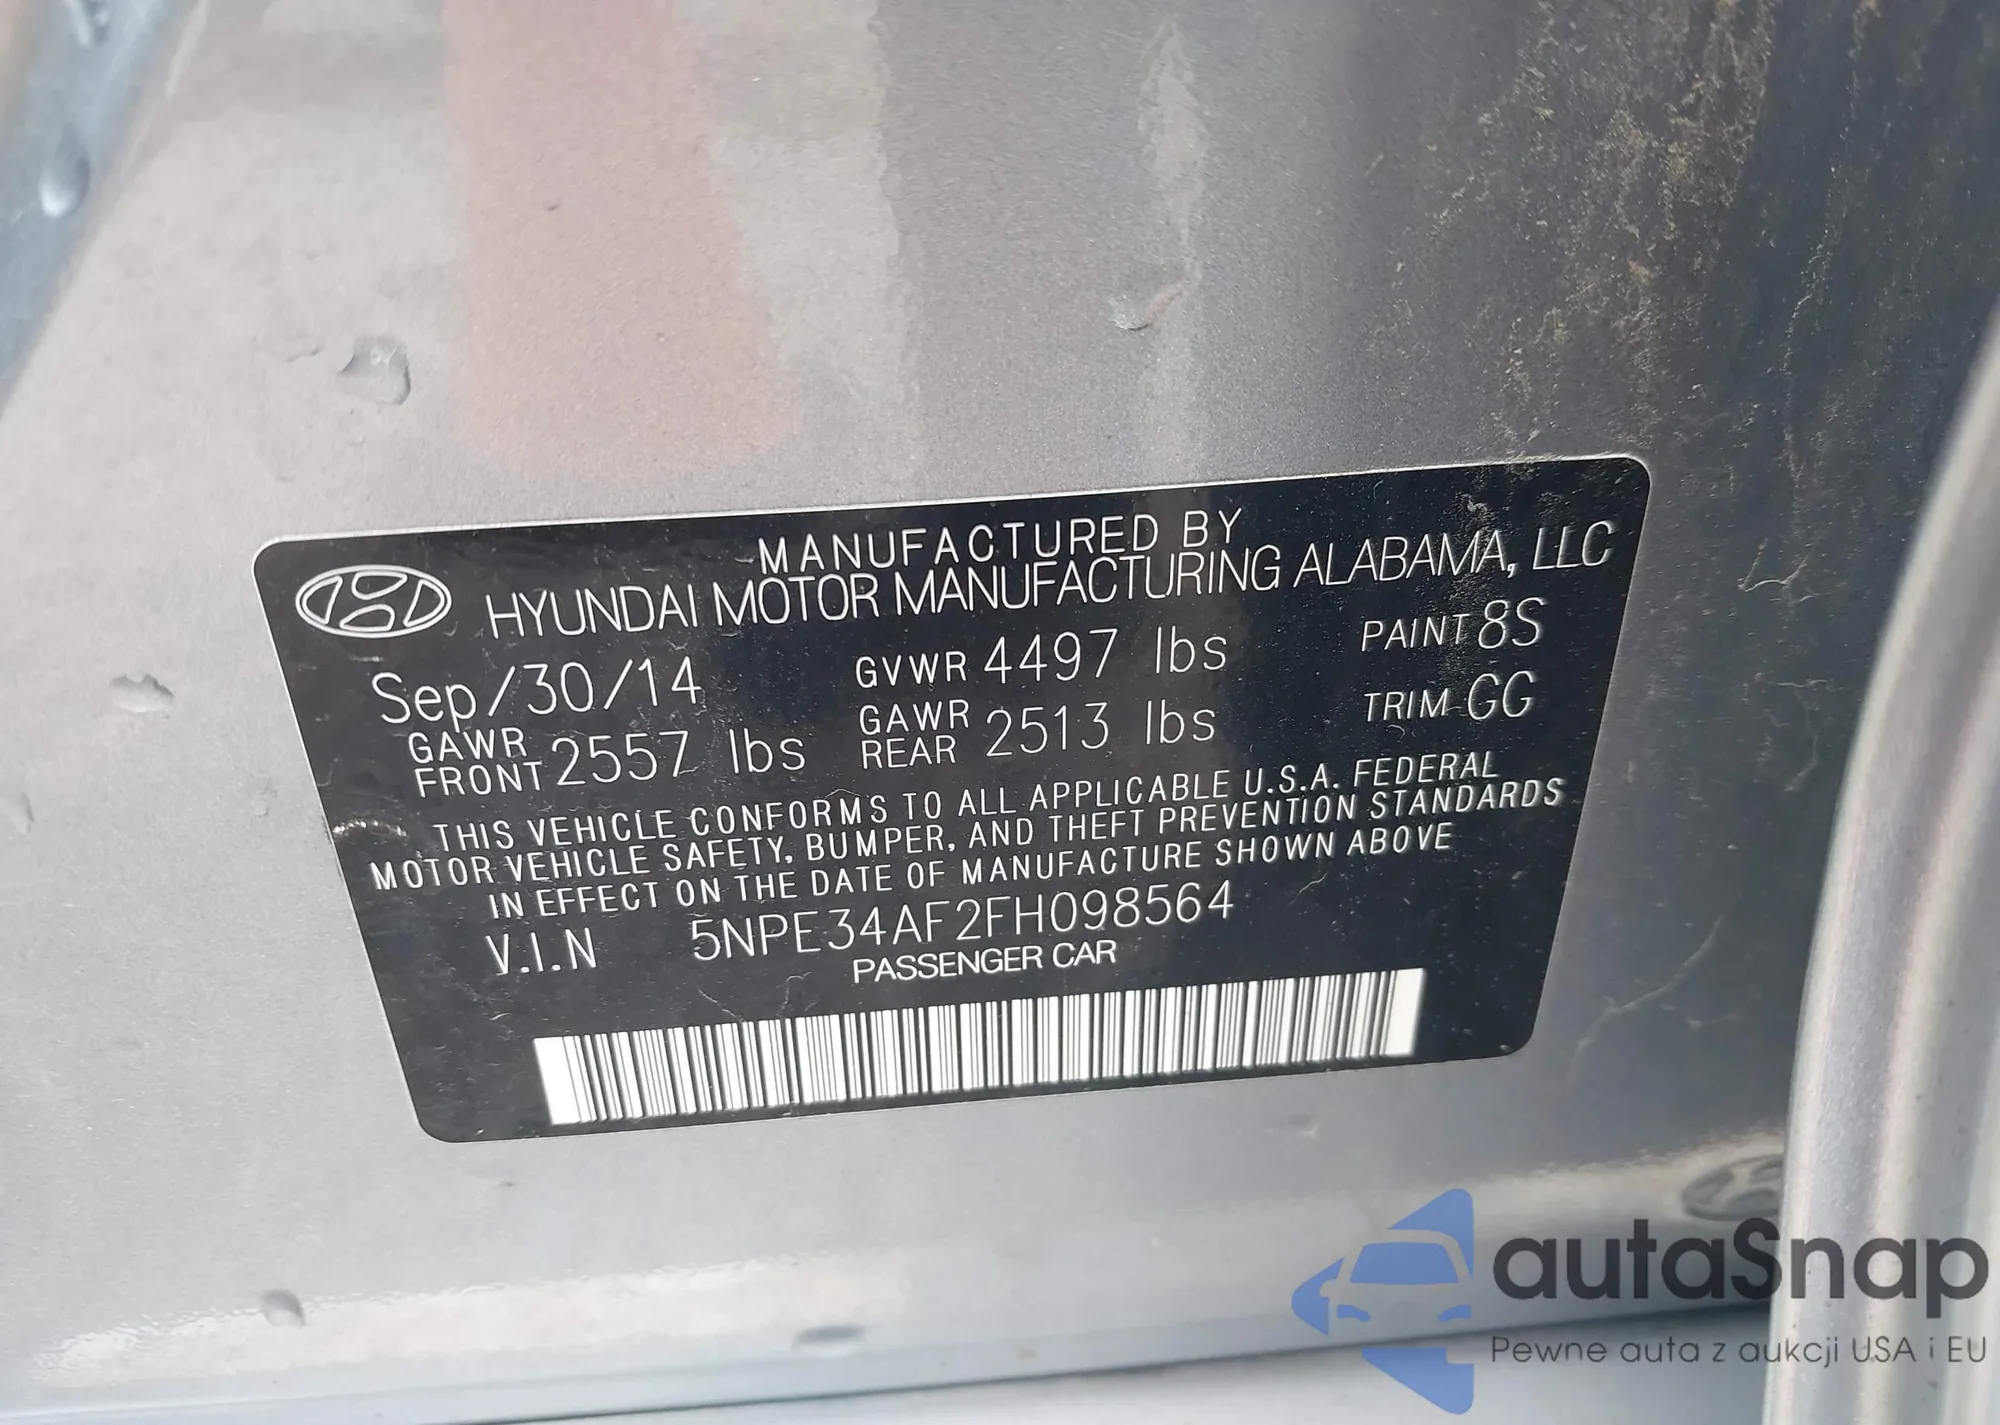 MANUFACTURED BY
HYUNDAI MOTOR MANUFACTURING ALABAMA, LLC
Sep/30/14 GVWR 4497 lbs PAINT 8S
GAWR FRONT 2557 lbs GAWR REAR 2513 lbs TRIM GG
THIS VEHICLE CONFORMS TO ALL APPLICABLE U.S.A. FEDERAL
MOTOR VEHICLE SAFETY, BUMPER, AND THEFT PREVENTION STANDARDS
IN EFFECT ON THE DATE OF MANUFACTURE SHOWN ABOVE
V.I.N 5NPE34AF2FH098564
PASSENGER CAR
autaSnap
Pewne auta z aukcji USA i EU